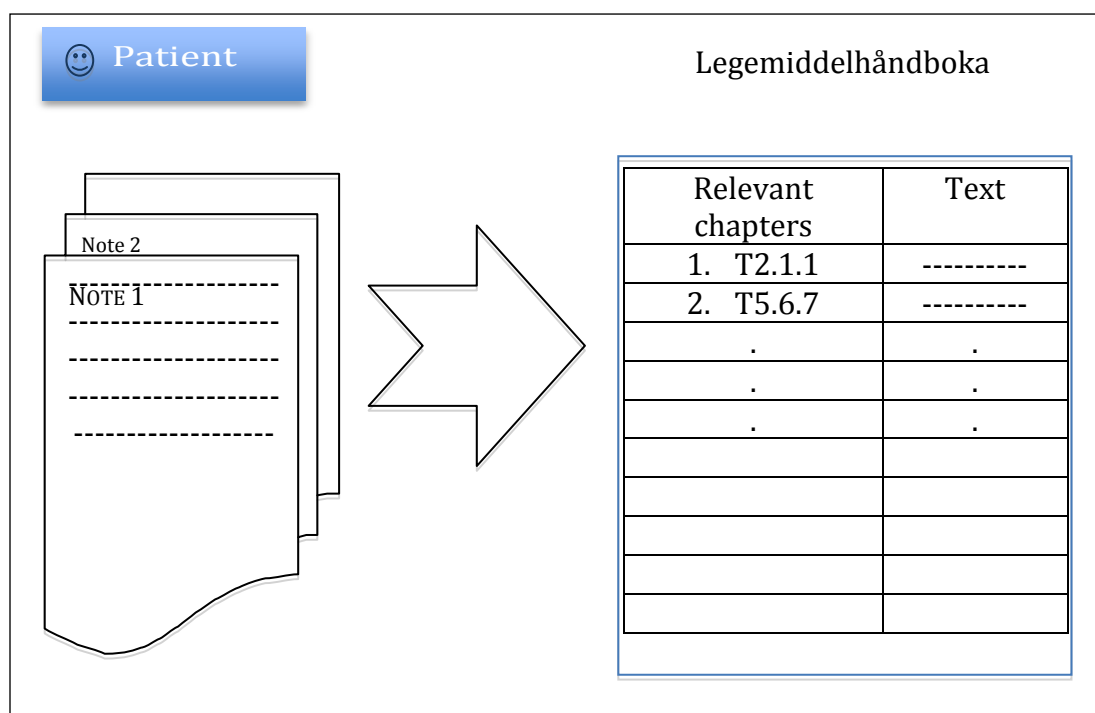 Patient
Legemiddelhåndboka
Note 2
NOTE 1
-------------------
-------------------
-------------------
-------------------
-------------------
Relevant Text
chapters
1. T2.1.1 ----------
2. T5.6.7 ----------
. .
. .
. .